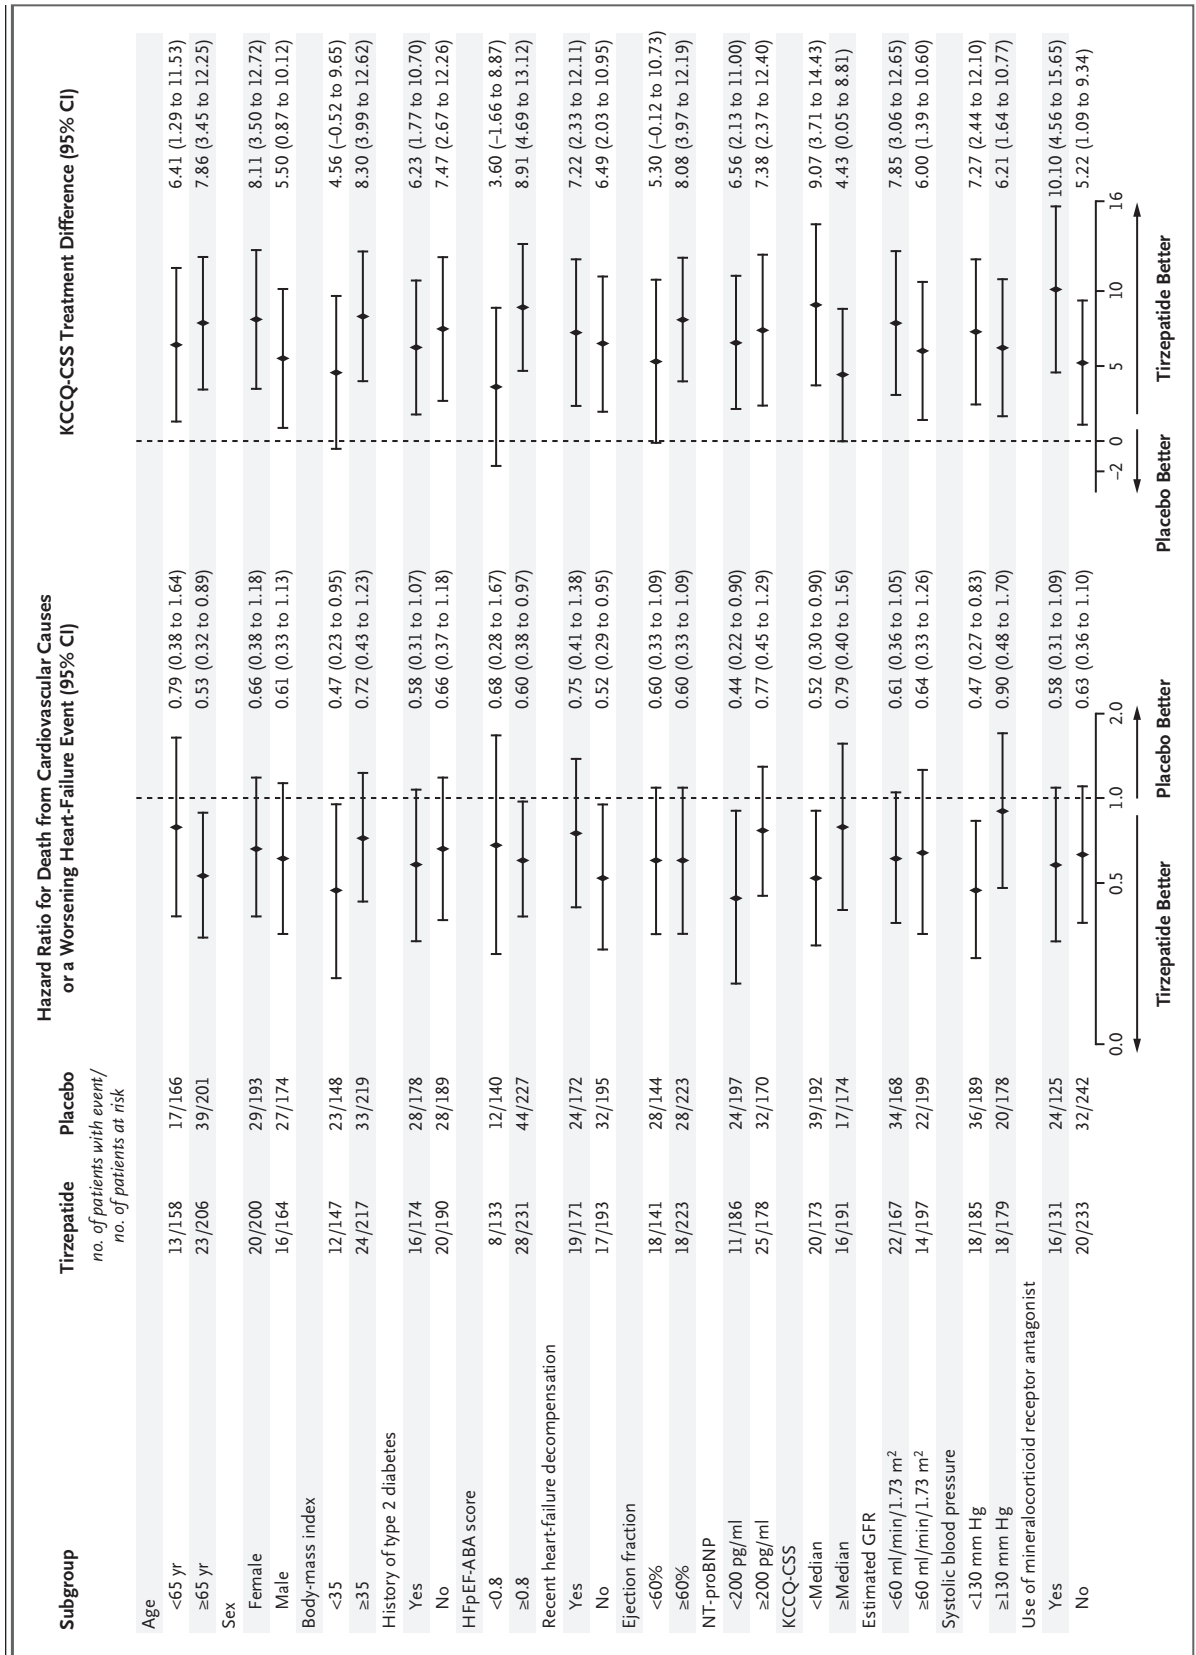 Subgroup Tirzepatide Placebo Hazard Ratio for Death from Cardiovascular Causes KCCQ-CSS Treatment Difference (95% CI)
or a Worsening Heart-Failure Event (95% CI)
no. of patients with event/
no. of patients at risk
Age
<65 yr 13/158 17/166 0.79 (0.38 to 1.64) 6.41 (1.29 to 11.53)
≥65 yr 23/206 39/201 0.53 (0.32 to 0.89) 7.86 (3.45 to 12.25)
Sex
Female 20/200 29/193 0.66 (0.38 to 1.18) 8.11 (3.50 to 12.72)
Male 16/164 27/174 0.61 (0.33 to 1.13) 5.50 (0.87 to 10.12)
Body-mass index
<35 12/147 23/148 0.47 (0.23 to 0.95) 4.56 (−0.52 to 9.65)
≥35 24/217 33/219 0.72 (0.43 to 1.23) 8.30 (3.99 to 12.62)
History of type 2 diabetes
Yes 16/174 28/178 0.58 (0.31 to 1.07) 6.23 (1.77 to 10.70)
No 20/190 28/189 0.66 (0.37 to 1.18) 7.47 (2.67 to 12.26)
HFpEF-ABA score
<0.8 8/133 12/140 0.68 (0.28 to 1.67) 3.60 (−1.66 to 8.87)
≥0.8 28/231 44/227 0.60 (0.38 to 0.97) 8.91 (4.69 to 13.12)
Recent heart-failure decompensation
Yes 19/171 24/172 0.75 (0.41 to 1.38) 7.22 (2.33 to 12.11)
No 17/193 32/195 0.52 (0.29 to 0.95) 6.49 (2.03 to 10.95)
Ejection fraction
<60% 18/141 28/144 0.60 (0.33 to 1.09) 5.30 (−0.12 to 10.73)
≥60% 18/223 28/223 0.60 (0.33 to 1.09) 8.08 (3.97 to 12.19)
NT-proBNP
<200 pg/ml 11/186 24/197 0.44 (0.22 to 0.90) 6.56 (2.13 to 11.00)
≥200 pg/ml 25/178 32/170 0.77 (0.45 to 1.29) 7.38 (2.37 to 12.40)
KCCQ-CSS
<Median 20/173 39/192 0.52 (0.30 to 0.90) 9.07 (3.71 to 14.43)
≥Median 16/191 17/174 0.79 (0.40 to 1.56) 4.43 (0.05 to 8.81)
Estimated GFR
<60 ml/min/1.73 m² 22/167 34/168 0.61 (0.36 to 1.05) 7.85 (3.06 to 12.65)
≥60 ml/min/1.73 m² 14/197 22/199 0.64 (0.33 to 1.26) 6.00 (1.39 to 10.60)
Systolic blood pressure
<130 mm Hg 18/185 36/189 0.47 (0.27 to 0.83) 7.27 (2.44 to 12.10)
≥130 mm Hg 18/179 20/178 0.90 (0.48 to 1.70) 6.21 (1.64 to 10.77)
Use of mineralocorticoid receptor antagonist
Yes 16/131 24/125 0.58 (0.31 to 1.09) 10.10 (4.56 to 15.65)
No 20/233 32/242 0.63 (0.36 to 1.10) 5.22 (1.09 to 9.34)
0.0 0.5 1.0 2.0 −2 0 5 10 16
Tirzepatide Better Placebo Better Placebo Better Tirzepatide Better